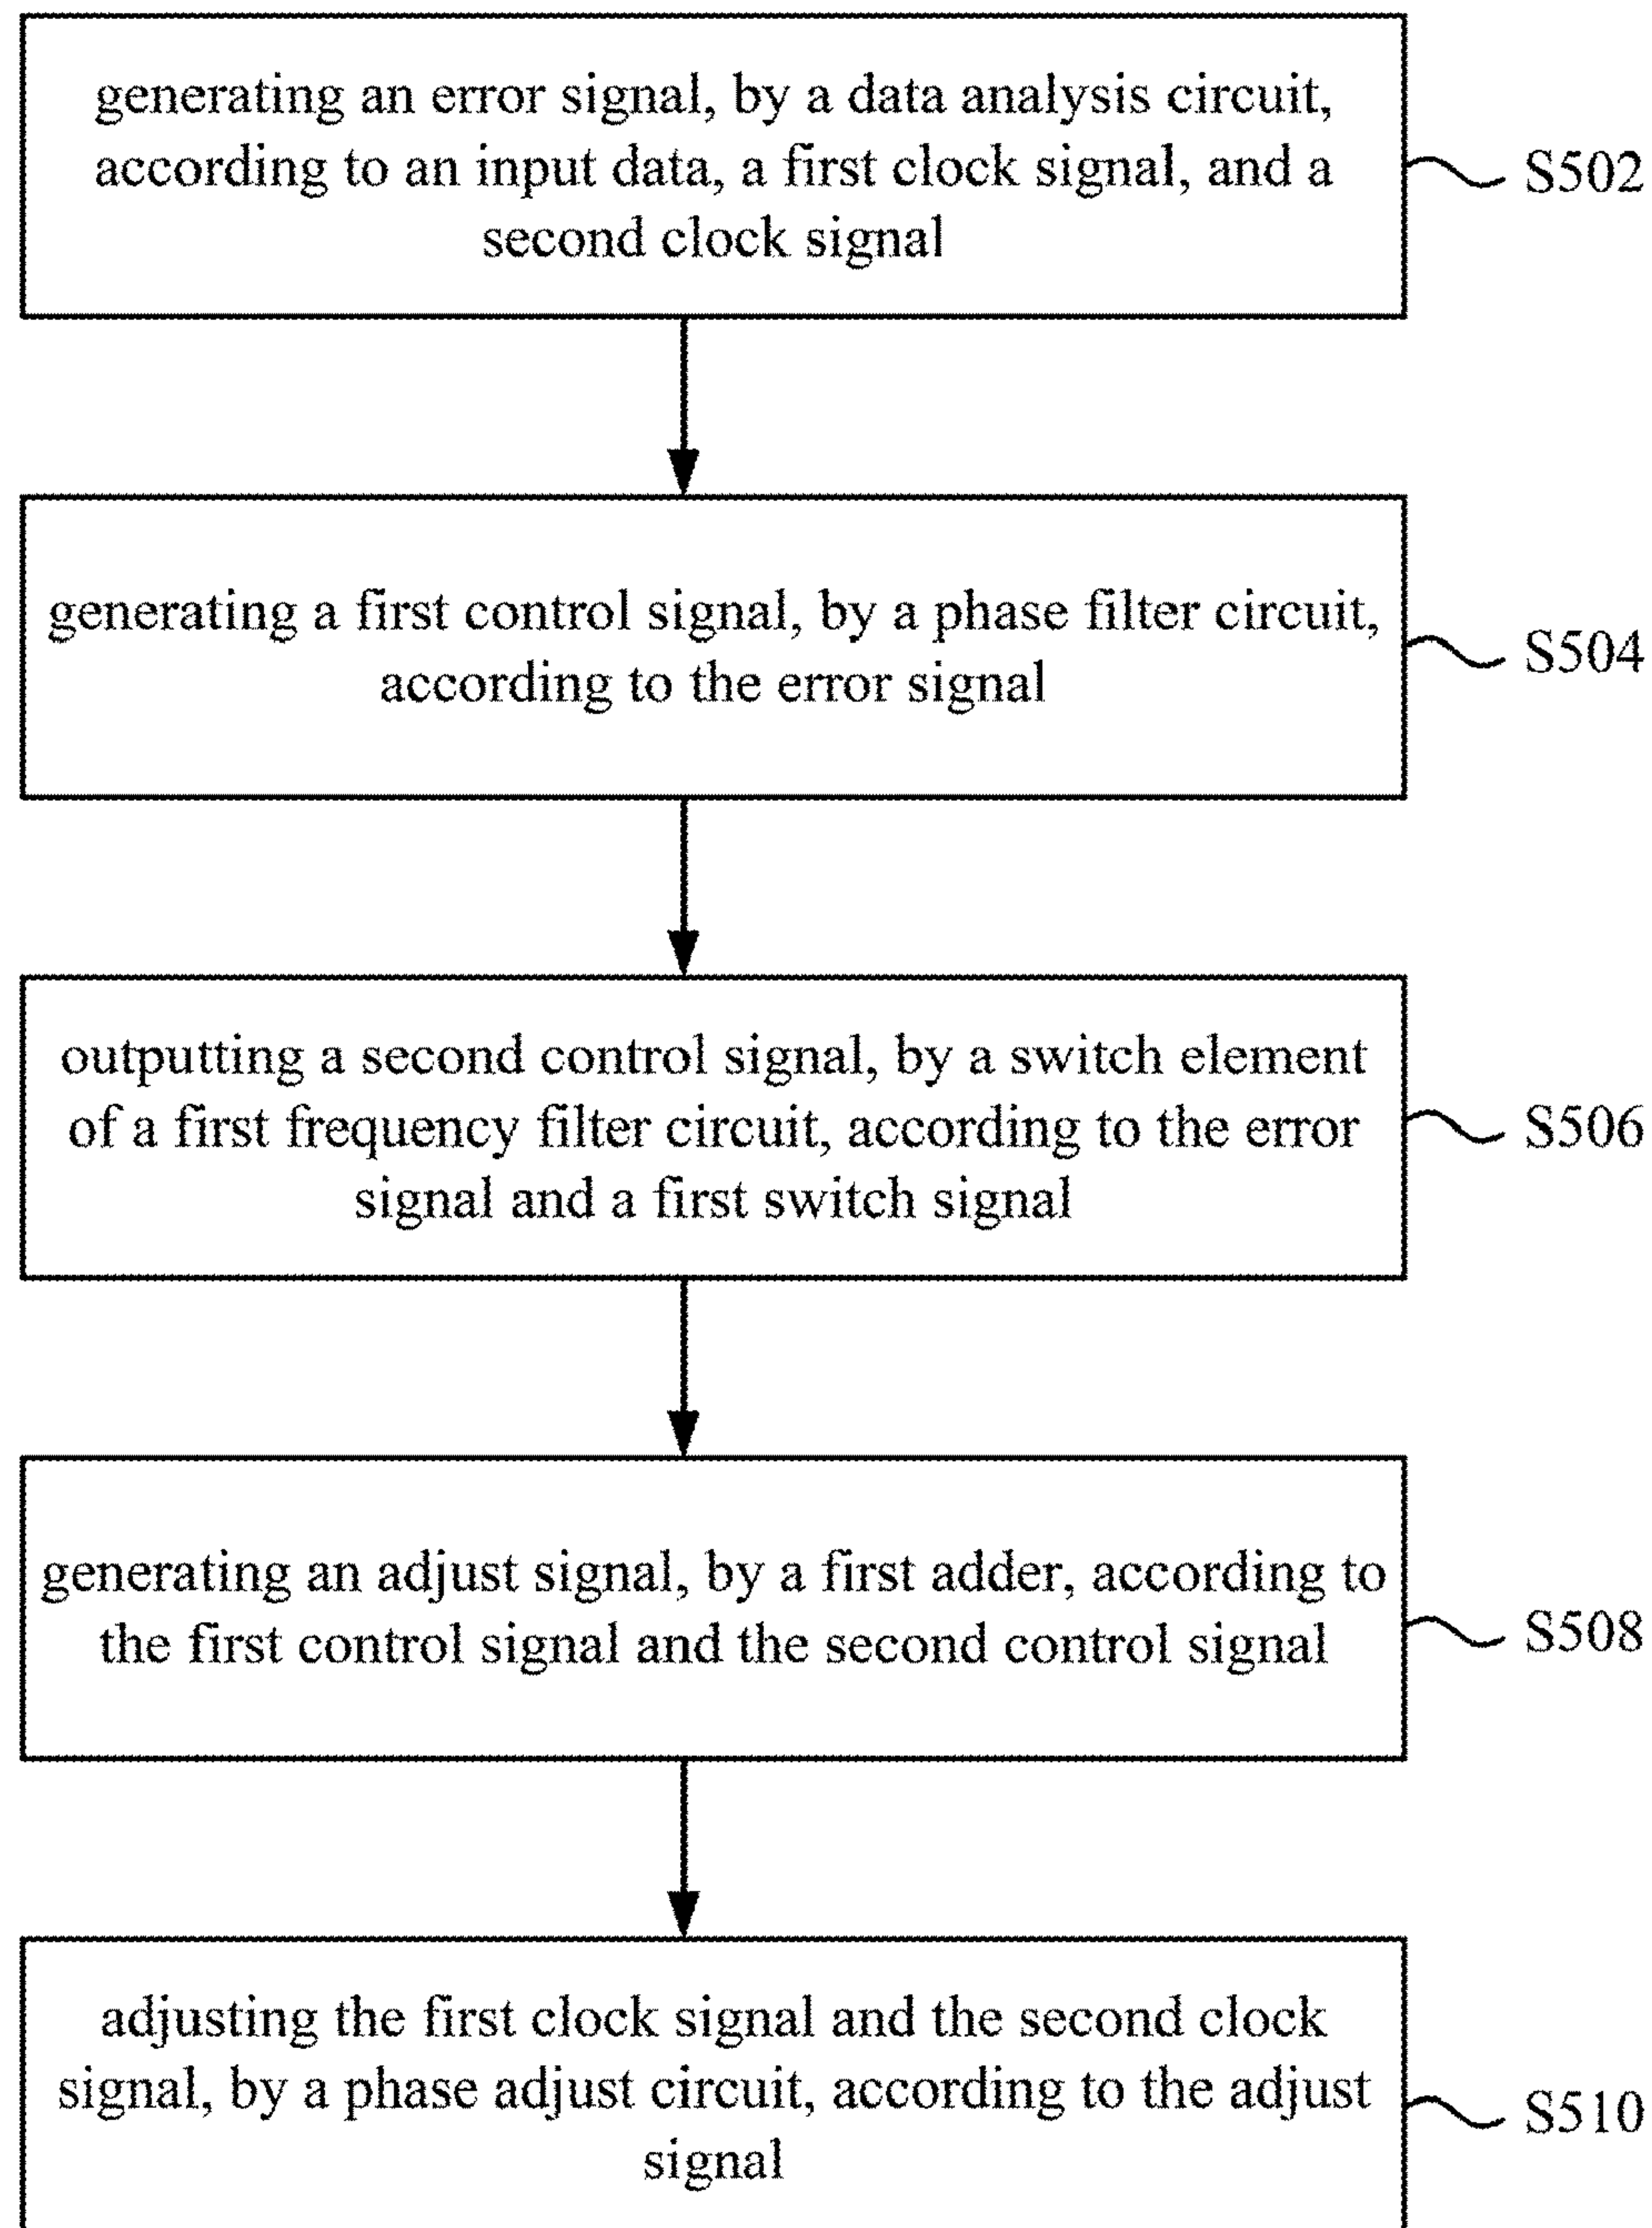 generating an error signal, by a data analysis circuit,
according to an input data, a first clock signal, and a
second clock signal
S502
generating a first control signal, by a phase filter circuit,
according to the error signal
S504
outputting a second control signal, by a switch element
of a first frequency filter circuit, according to the error
signal and a first switch signal
S506
generating an adjust signal, by a first adder, according to
the first control signal and the second control signal
S508
adjusting the first clock signal and the second clock
signal, by a phase adjust circuit, according to the adjust
signal
S510